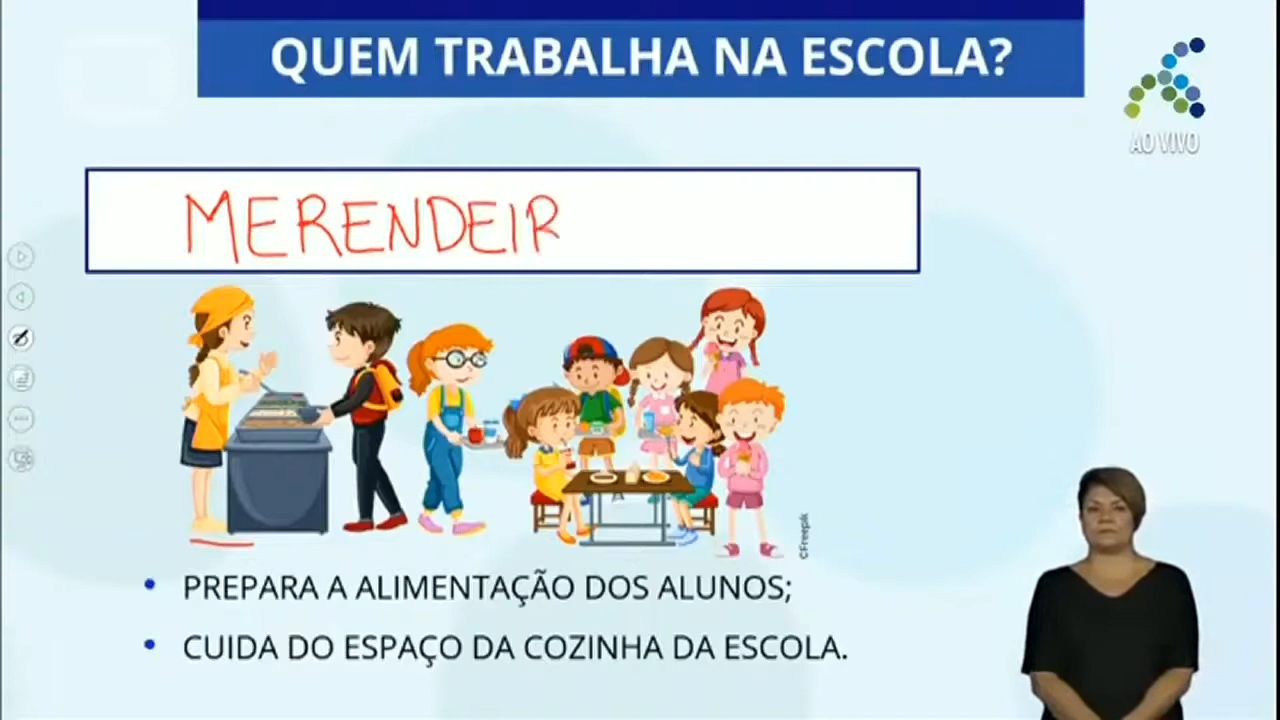 QUEM TRABALHA NA ESCOLA?
AO VIVO
MERENDEIR
©Freepik
• PREPARA A ALIMENTAÇÃO DOS ALUNOS;
• CUIDA DO ESPAÇO DA COZINHA DA ESCOLA.